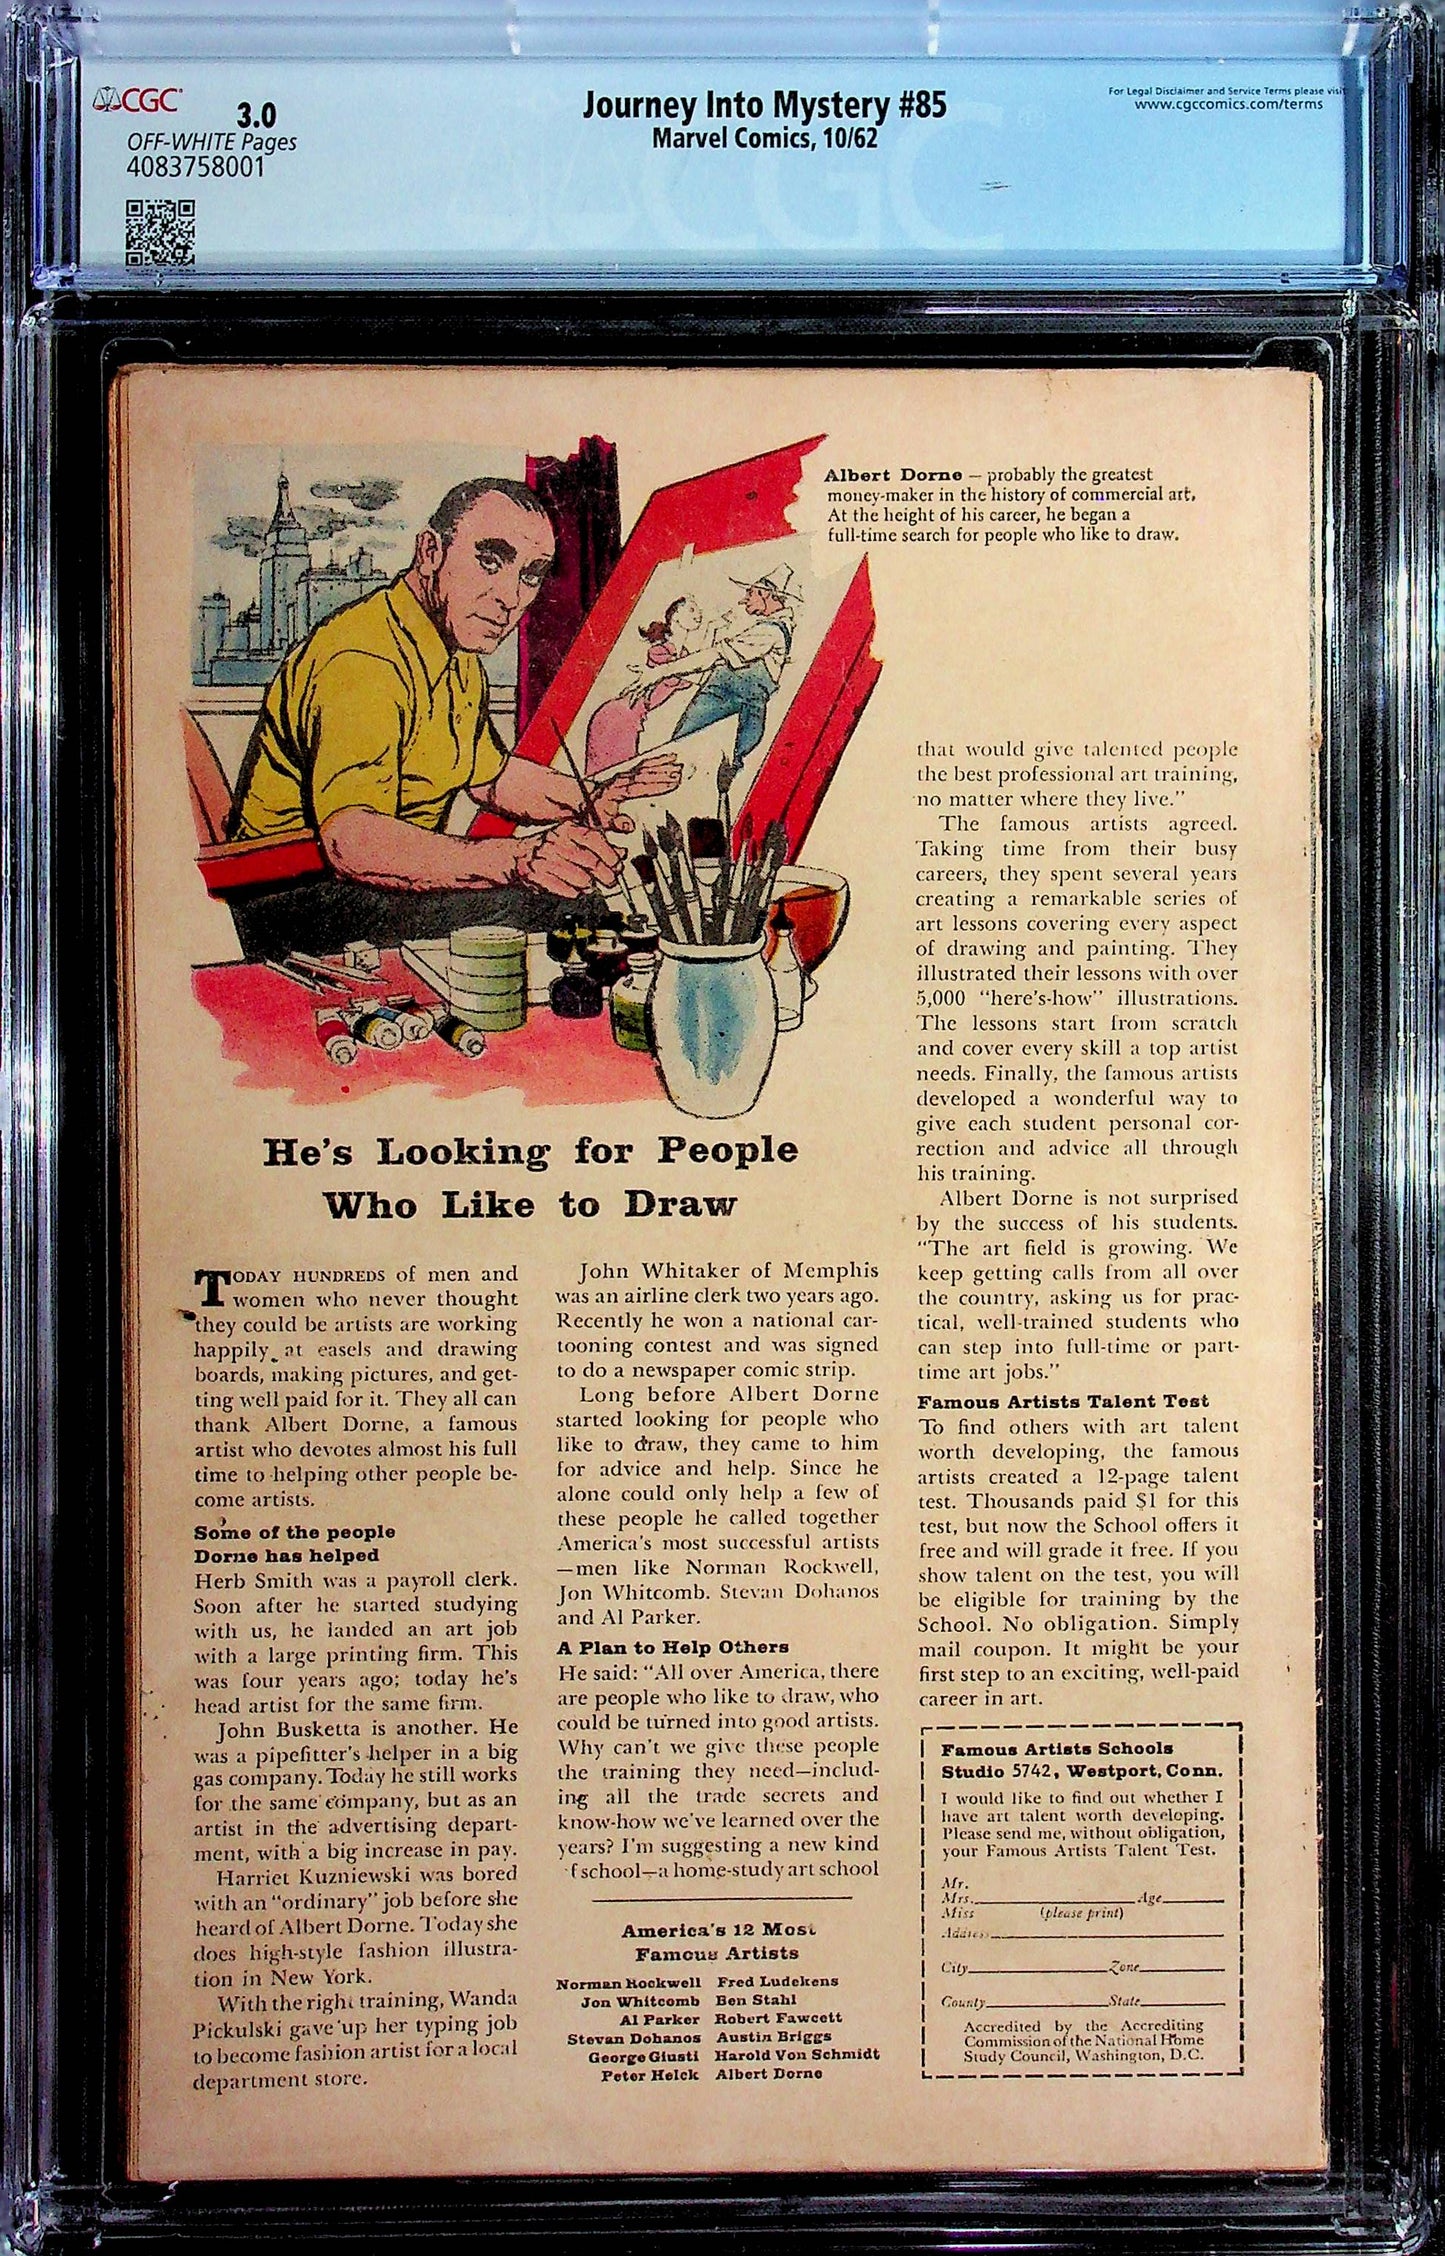 CGC
3.0
OFF-WHITE Pages
4083758001
Journey Into Mystery #85
Marvel Comics, 10/62
For Legal Disclaimer and Service Terms please visit
www.cgccomics.com/terms
Albert Dorne — probably the greatest
money-maker in the history of commercial art.
At the height of his career, he began a
full-time search for people who like to draw.
He's Looking for People
Who Like to Draw
TODAY HUNDREDS of men and
women who never thought
they could be artists are working
happily at easels and drawing
boards, making pictures, and get-
ting well paid for it. They all can
thank Albert Dorne, a famous
artist who devotes almost his full
time to helping other people be-
come artists.
Some of the people
Dorne has helped
Herb Smith was a payroll clerk.
Soon after he started studying
with us, he landed an art job
with a large printing firm. This
was four years ago; today he's
head artist for the same firm.
John Busketta is another. He
was a pipefitter's helper in a big
gas company. Today he still works
for the same company, but as an
artist in the advertising depart-
ment, with a big increase in pay.
Harriet Kuzniewski was bored
with an "ordinary" job before she
heard of Albert Dorne. Today she
does high-style fashion illustra-
tion in New York.
With the right training, Wanda
Pickulski gave up her typing job
to become fashion artist for a local
department store.
John Whitaker of Memphis
was an airline clerk two years ago.
Recently he won a national car-
tooning contest and was signed
to do a newspaper comic strip.
Long before Albert Dorne
started looking for people who
like to draw, they came to him
for advice and help. Since he
alone could only help a few of
these people he called together
America's most successful artists
—men like Norman Rockwell,
Jon Whitcomb. Stevan Dohanos
and Al Parker.
A Plan to Help Others
He said: "All over America, there
are people who like to draw, who
could be turned into good artists.
Why can't we give these people
the training they need—includ-
ing all the trade secrets and
know-how we've learned over the
years? I'm suggesting a new kind
f school—a home-study art school
America's 12 Most
Famous Artists
Norman Rockwell Fred Ludekens
Jon Whitcomb Ben Stahl
Al Parker Robert Fawcett
Stevan Dohanos Austin Briggs
George Giusti Harold Von Schmidt
Peter Helck Albert Dorne
that would give talented people
the best professional art training,
no matter where they live."
The famous artists agreed.
Taking time from their busy
careers, they spent several years
creating a remarkable series of
art lessons covering every aspect
of drawing and painting. They
illustrated their lessons with over
5,000 "here's-how" illustrations.
The lessons start from scratch
and cover every skill a top artist
needs. Finally, the famous artists
developed a wonderful way to
give each student personal cor-
rection and advice all through
his training.
Albert Dorne is not surprised
by the success of his students.
"The art field is growing. We
keep getting calls from all over
the country, asking us for prac-
tical, well-trained students who
can step into full-time or part-
time art jobs."
Famous Artists Talent Test
To find others with art talent
worth developing, the famous
artists created a 12-page talent
test. Thousands paid $1 for this
test, but now the School offers it
free and will grade it free. If you
show talent on the test, you will
be eligible for training by the
School. No obligation. Simply
mail coupon. It might be your
first step to an exciting, well-paid
career in art.
Famous Artists Schools
Studio 5742, Westport, Conn.
I would like to find out whether I
have art talent worth developing.
Please send me, without obligation,
your Famous Artists Talent Test.
Mr.
Mrs. Age
Miss (please print)
Address
City Zone
County State
Accredited by the Accrediting
Commission of the National Home
Study Council, Washington, D.C.